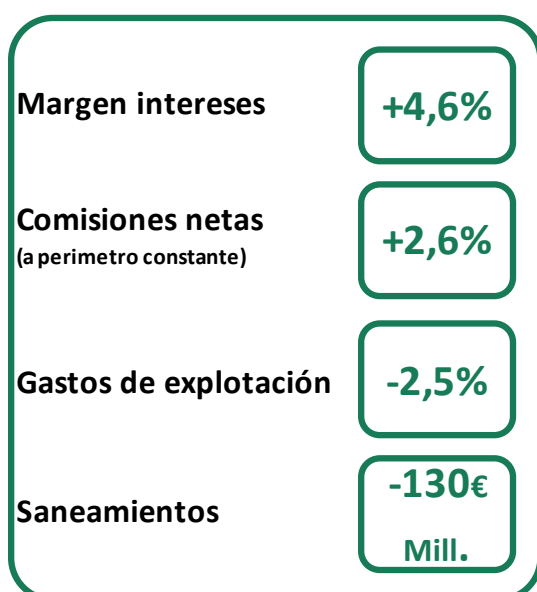 Margen intereses
+4,6%
Comisiones netas
(a perimetro constante)
+2,6%
Gastos de explotación
-2,5%
Saneamientos
-130€
Mill.